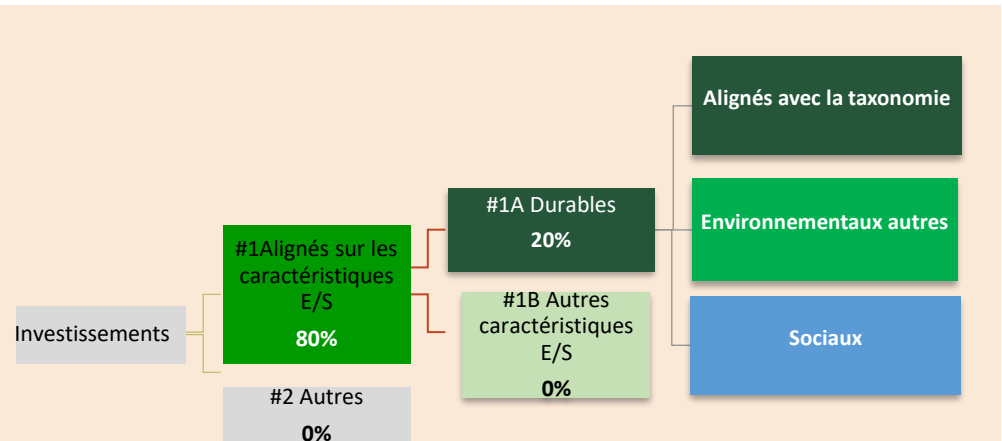 Investissements
#1Alignés sur les
caractéristiques
E/S
80%
#2 Autres
0%
#1A Durables
20%
#1B Autres
caractéristiques
E/S
0%
Alignés avec la taxonomie
Environnementaux autres
Sociaux